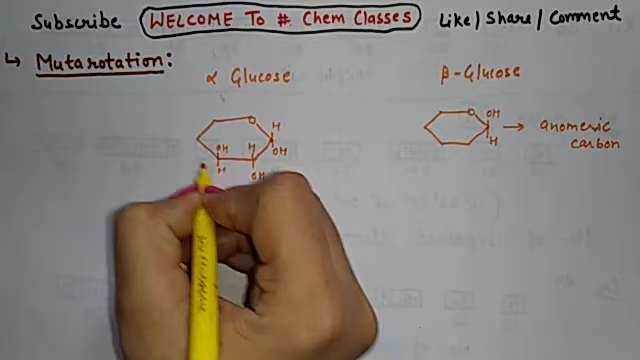 Subscribe WELCOME To # Chem Classes Like/Share/Comment
↳ Mutarotation:
α Glucose β-Glucose
O O OH
H
OH H OH H → anomeric carbon
H OH